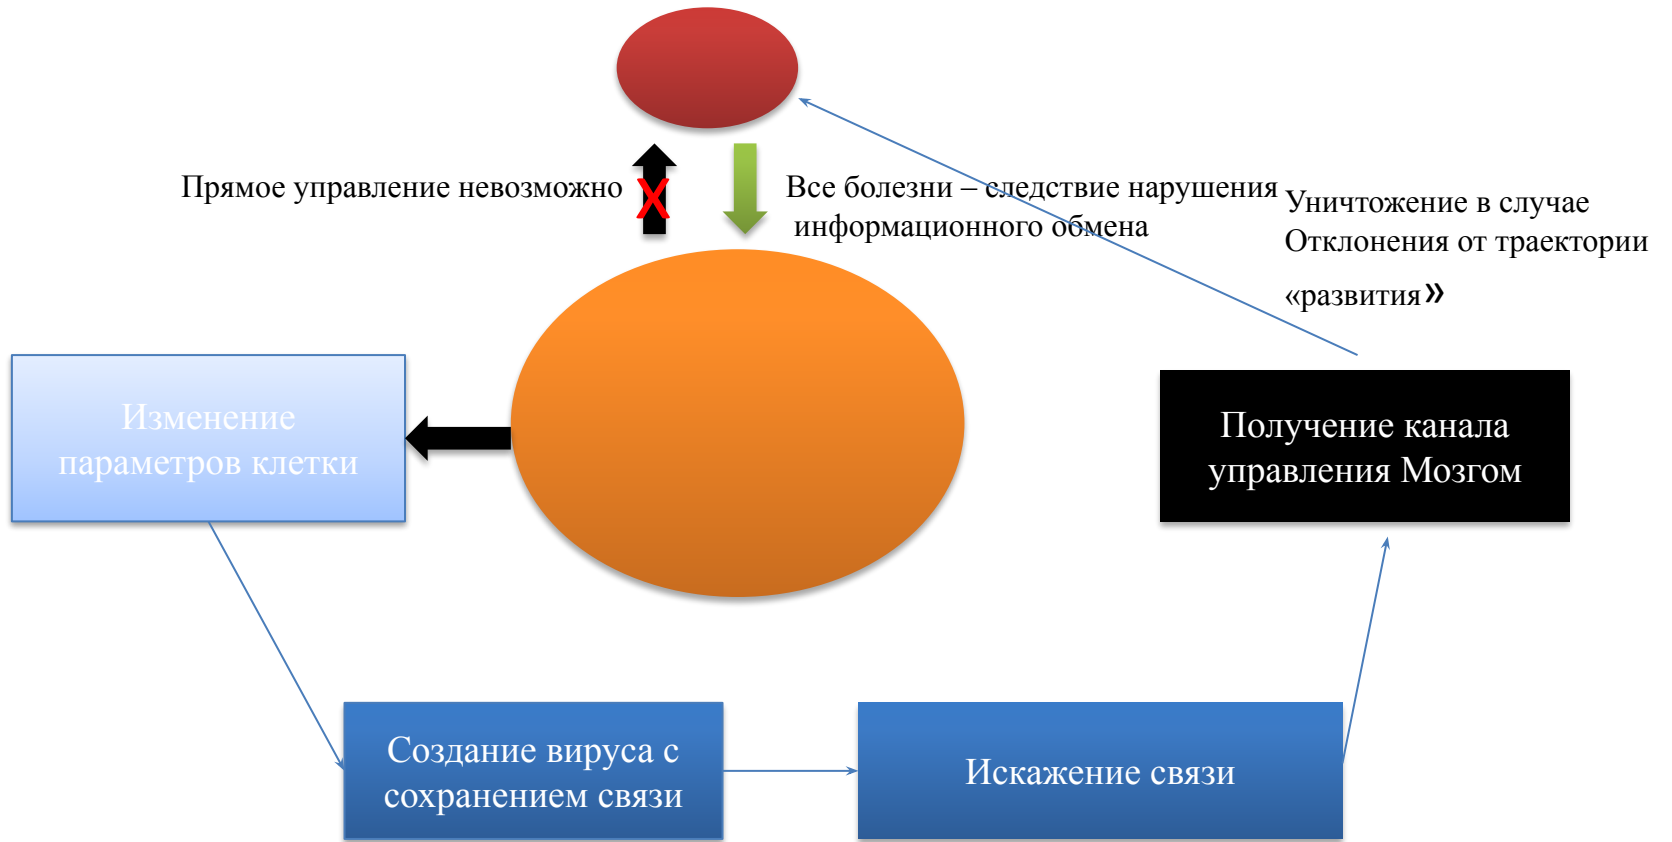 Прямое управление невозможно
X
Все болезни – следствие нарушения
информационного обмена
Уничтожение в случае
Отклонения от траектории
«развития»
Изменение
параметров клетки
Получение канала
управления Мозгом
Создание вируса с
сохранением связи
Искажение связи